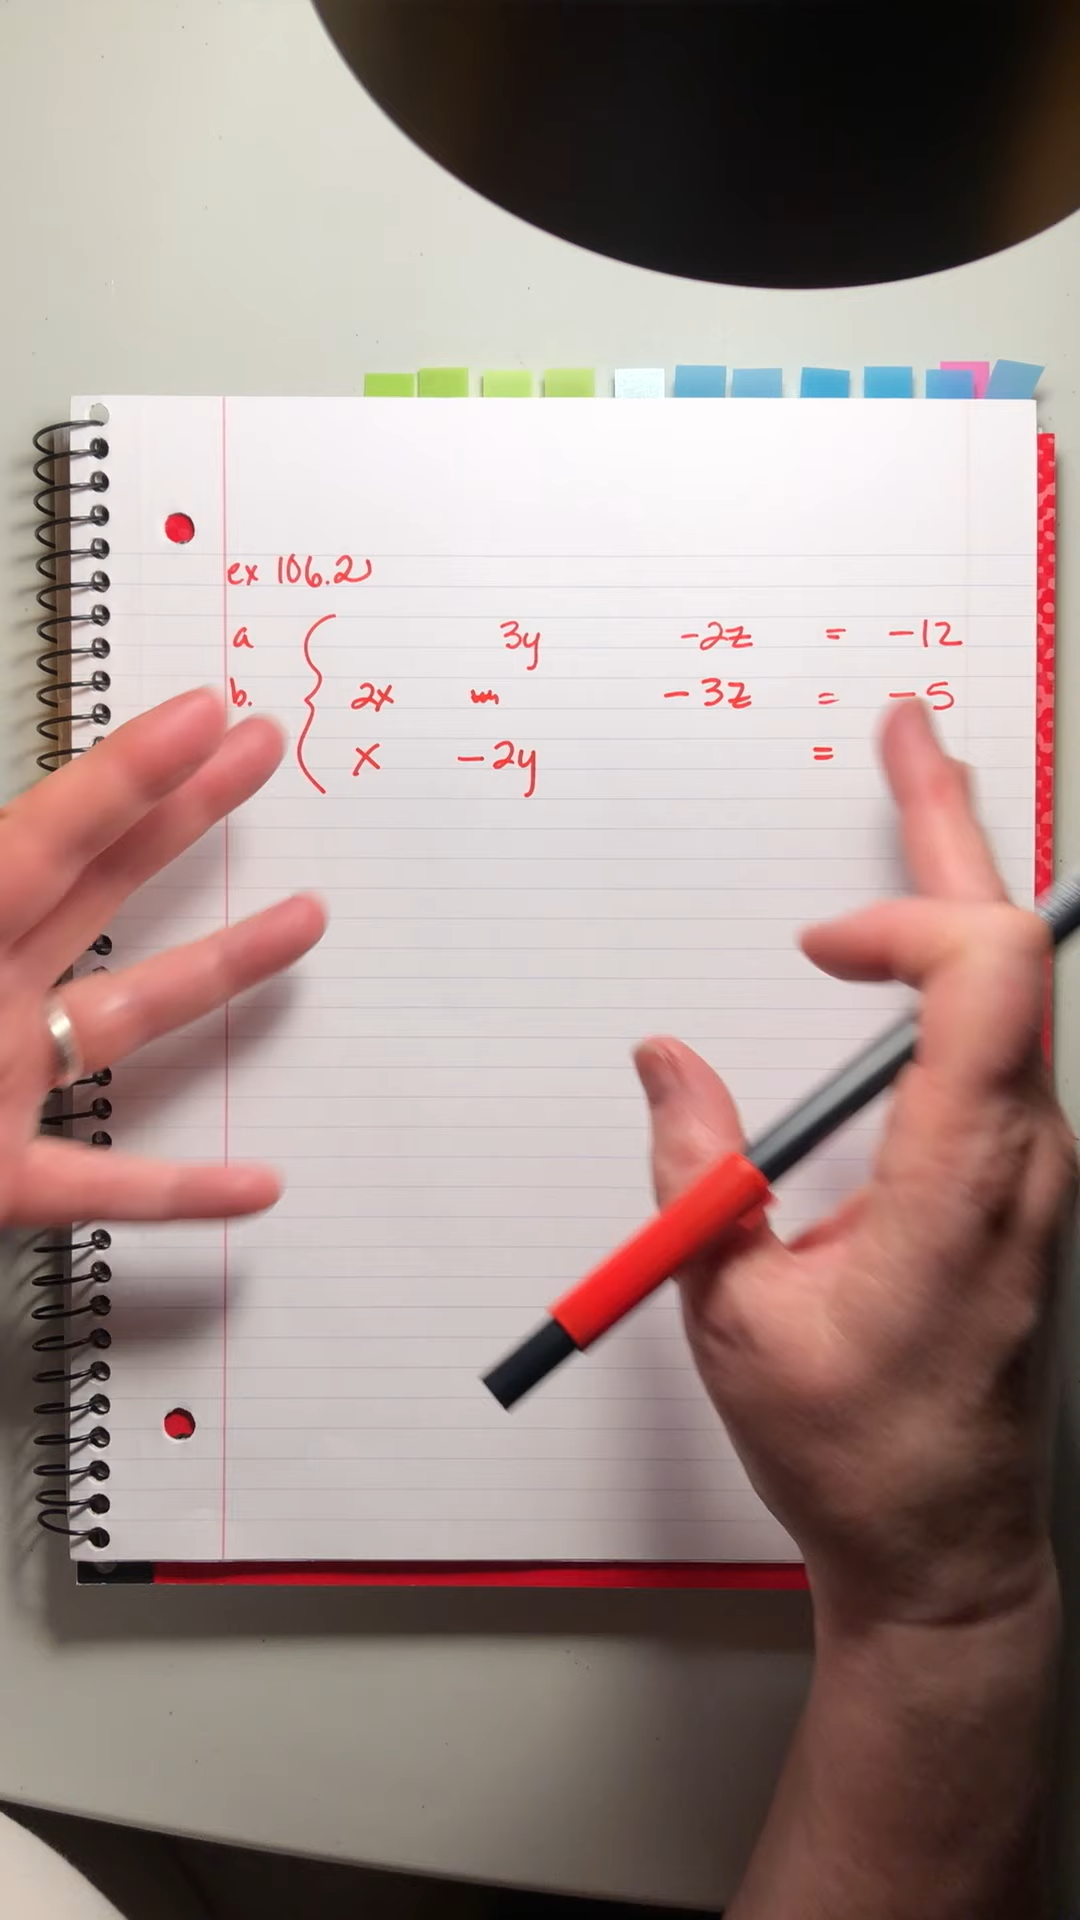 ex 106.2
a 3y -2z = -12
b. 2x -3z = -5
x -2y =